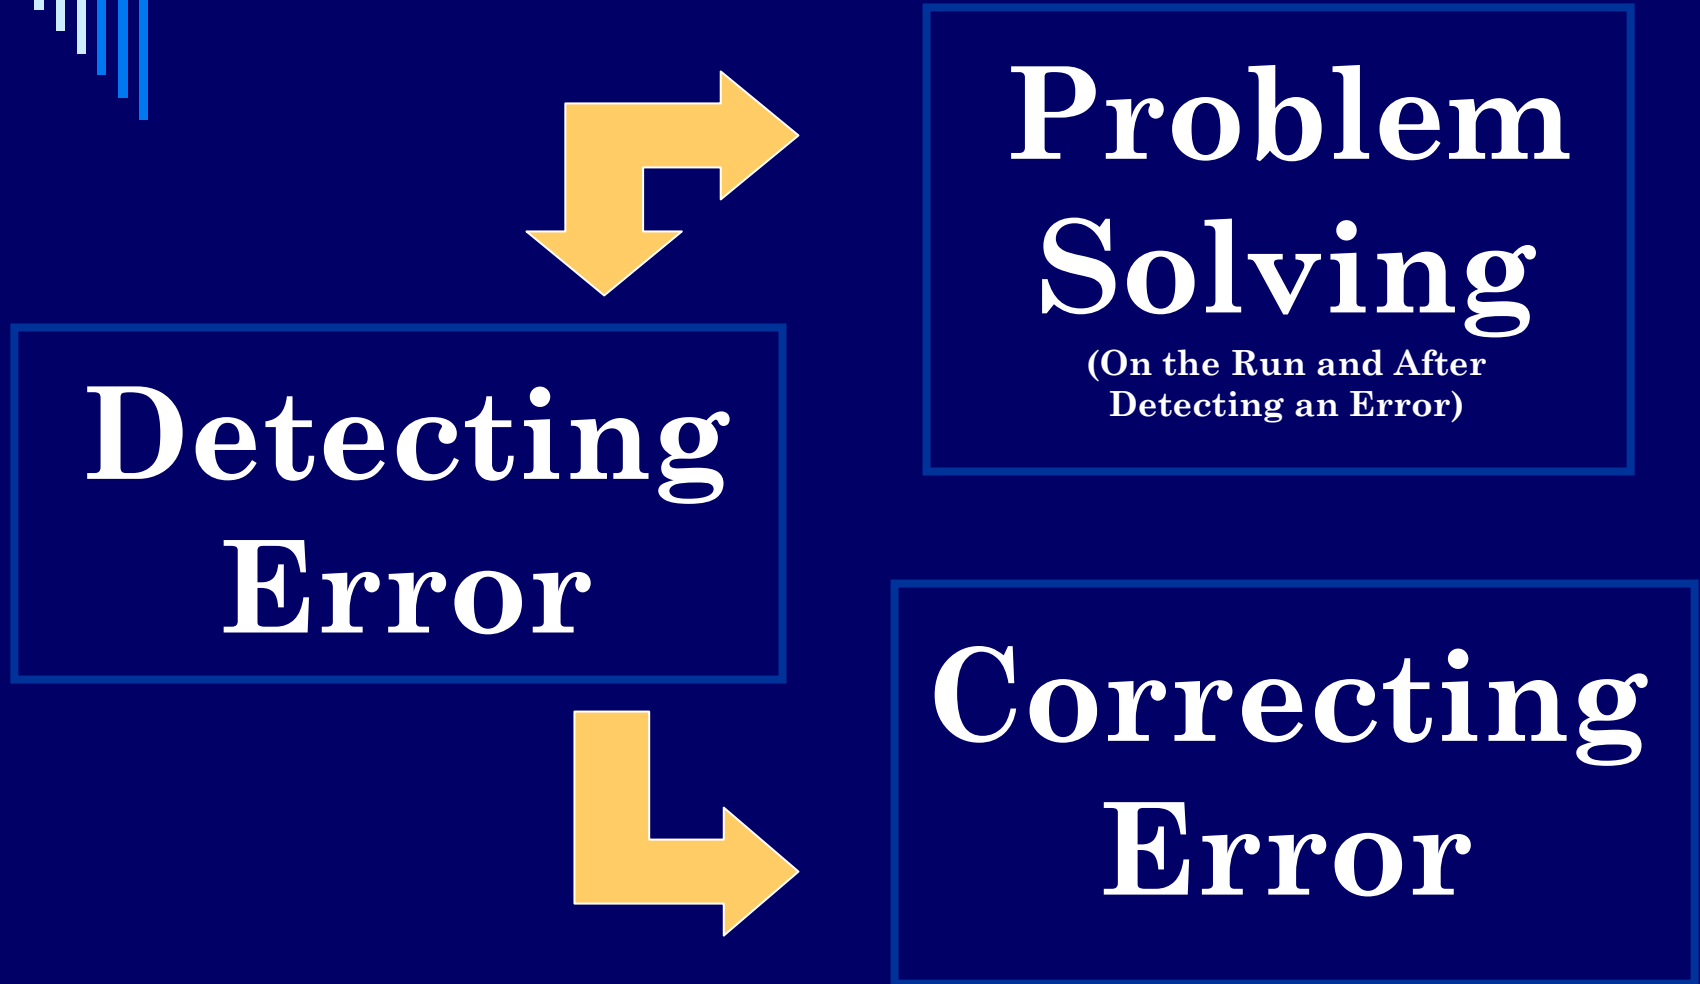 Problem
Solving
(On the Run and After
Detecting an Error)
Detecting
Error
Correcting
Error